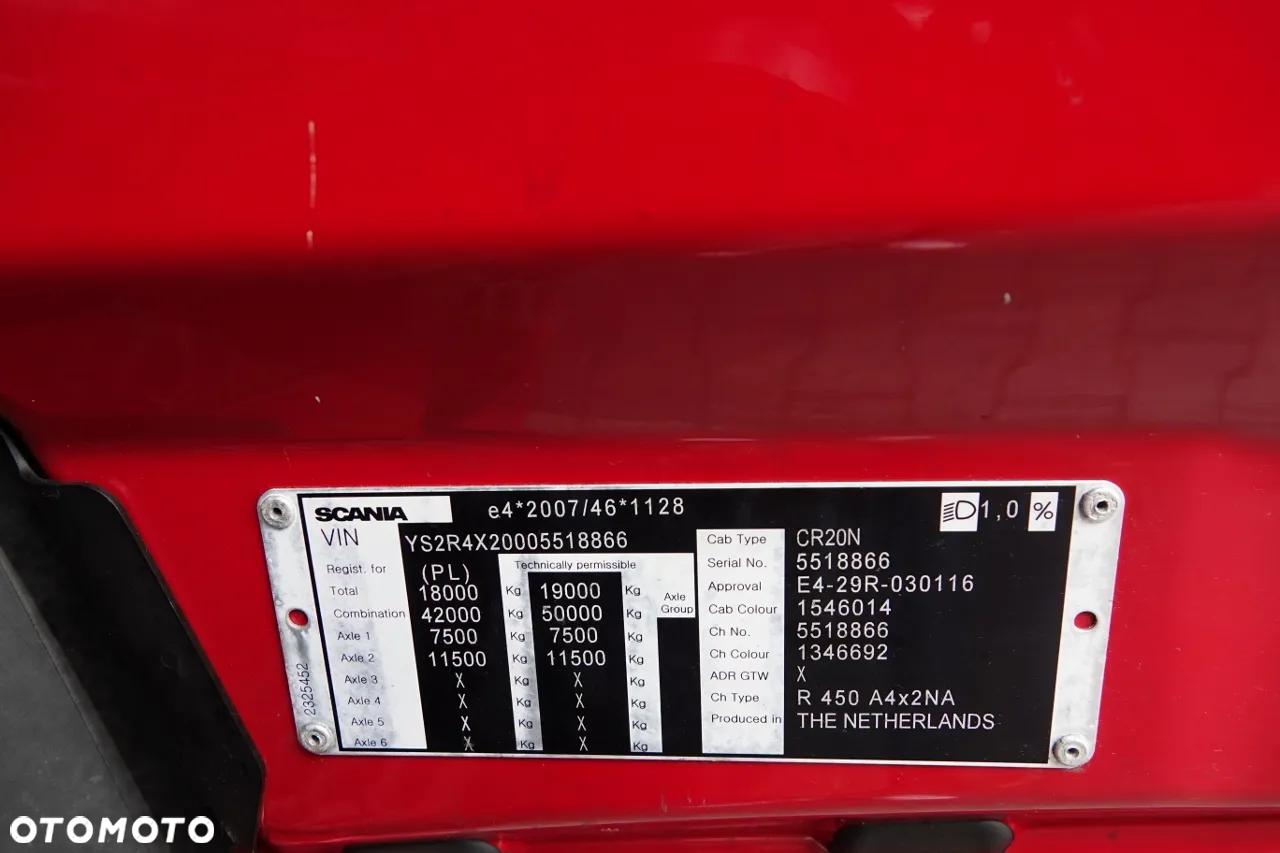 SCANIA e4*2007/46*1128 1,0 %
VIN YS2R4X20005518866
Regist. for (PL) Technically permissible
Total 18000 Kg 19000 Kg Axle Group
Combination 42000 Kg 50000 Kg
Axle 1 7500 Kg 7500 Kg
Axle 2 11500 Kg 11500 Kg
Axle 3 X Kg X Kg
Axle 4 X Kg X Kg
Axle 5 X Kg X Kg
Axle 6 X Kg X Kg
Cab Type CR20N
Serial No. 5518866
Approval E4-29R-030116
Cab Colour 1546014
Ch No. 5518866
Ch Colour 1346692
ADR GTW X
Ch Type R 450 A4x2NA
Produced in THE NETHERLANDS
2325452
OTOMOTO